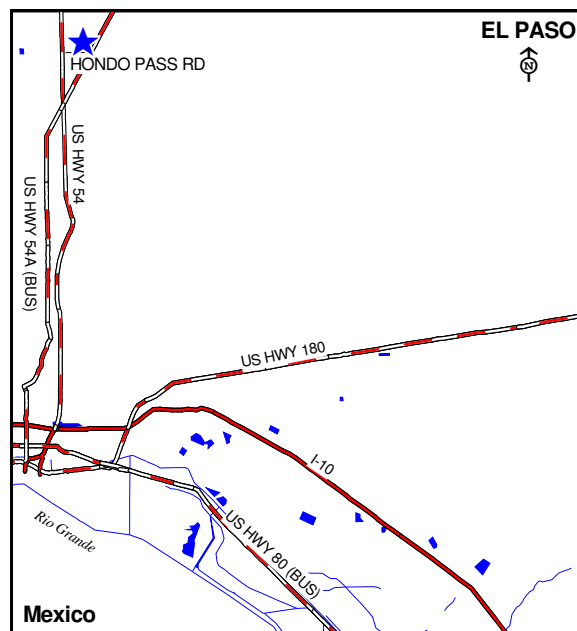 EL PASO
N
HONDO PASS RD
US HWY 54
US HWY 54A (BUS)
US HWY 180
I-10
US HWY 80 (BUS)
Rio Grande
Mexico